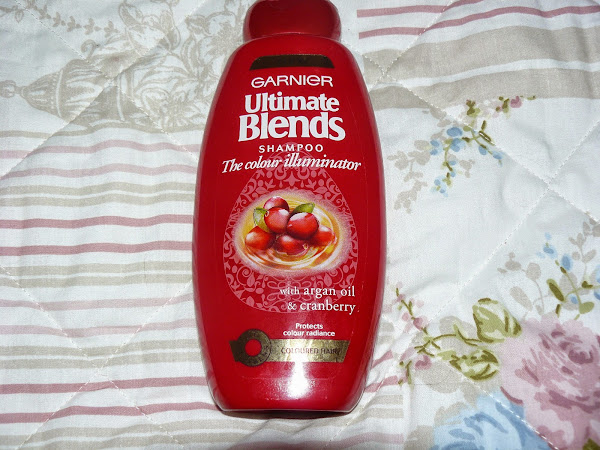 GARNIER
Ultimate
Blends
SHAMPOO
The colour illuminator
with argan oil
& cranberry
Protects
colour radiance
COLOURED HAIR